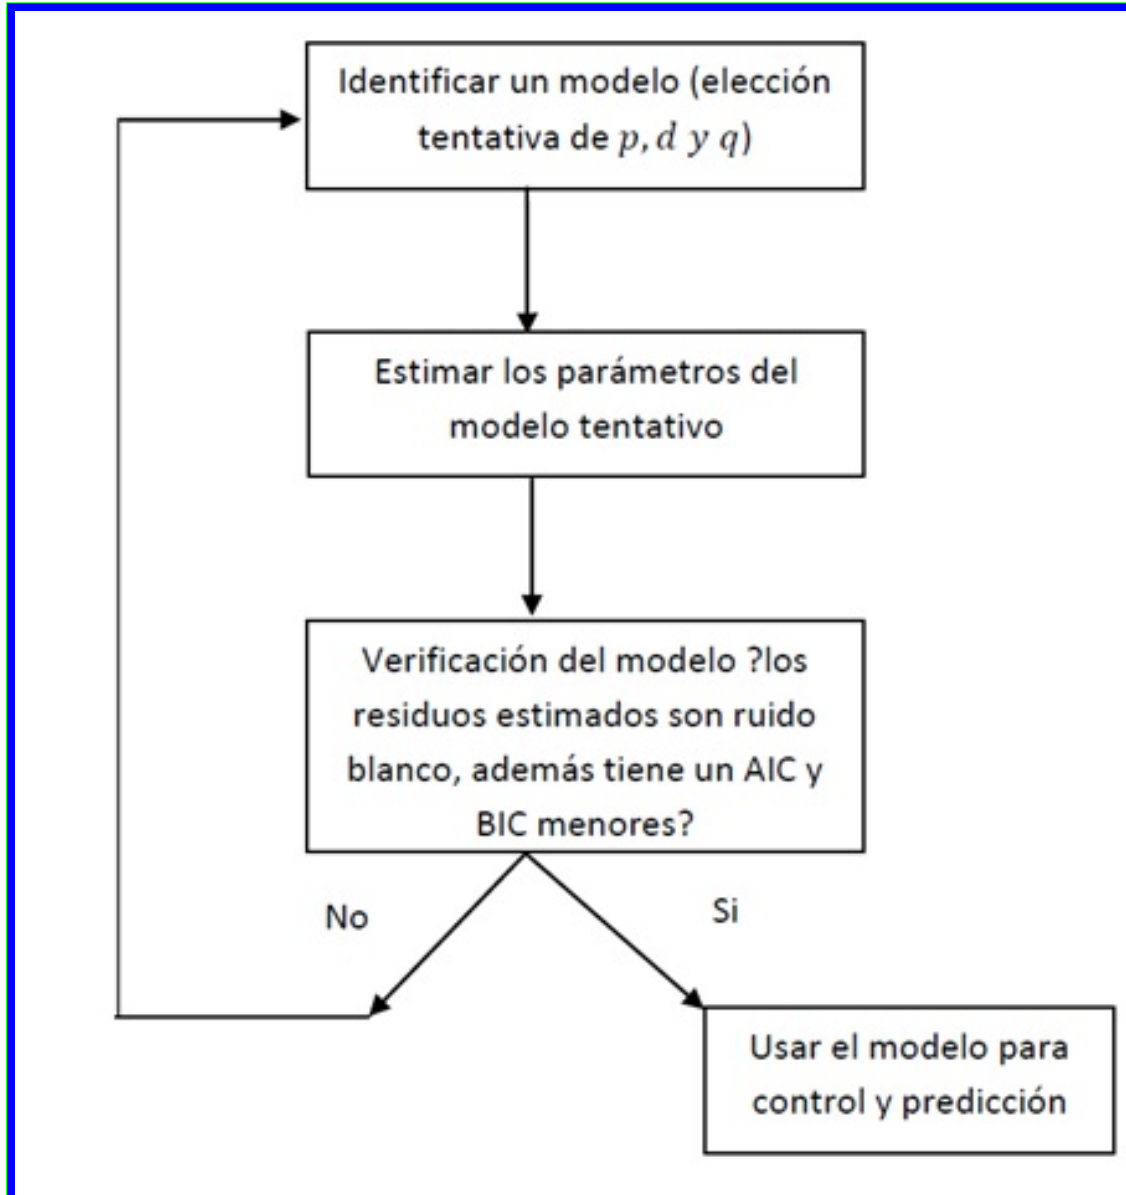 Identificar un modelo (elección
tentativa de p, d y q)
Estimar los parámetros del
modelo tentativo
Verificación del modelo ?los
residuos estimados son ruido
blanco, además tiene un AIC y
BIC menores?
No
Si
Usar el modelo para
control y predicción